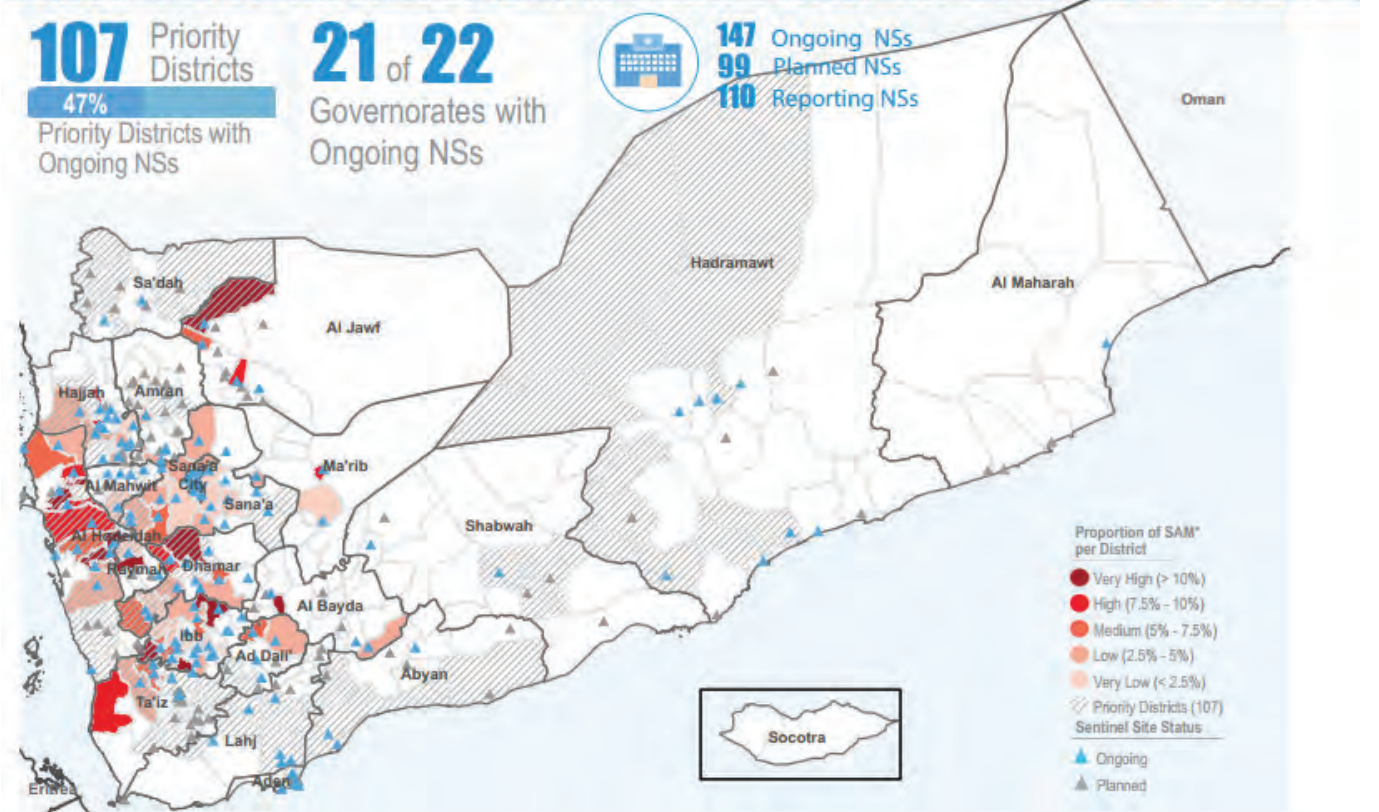 107 Priority Districts
47%
Priority Districts with
Ongoing NSs
21 of 22
Governorates with
Ongoing NSs
147 Ongoing NSs
99 Planned NSs
110 Reporting NSs
Oman
Sa'dah
Hadramawt
Al Maharah
Al Jawf
Hajjah
Amran
Sana'a
City
Ma'rib
Al Mahwit
Sana'a
Shabwah
Al Hodeidah
Raymah
Dhamar
Al Bayda
Ibb
Ad Dali'
Abyan
Ta'iz
Lahj
Socotra
Aden
Eritrea
Proportion of SAM*
per District
Very High (> 10%)
High (7.5% - 10%)
Medium (5% - 7.5%)
Low (2.5% - 5%)
Very Low (< 2.5%)
Priority Districts (107)
Sentinel Site Status
Ongoing
Planned